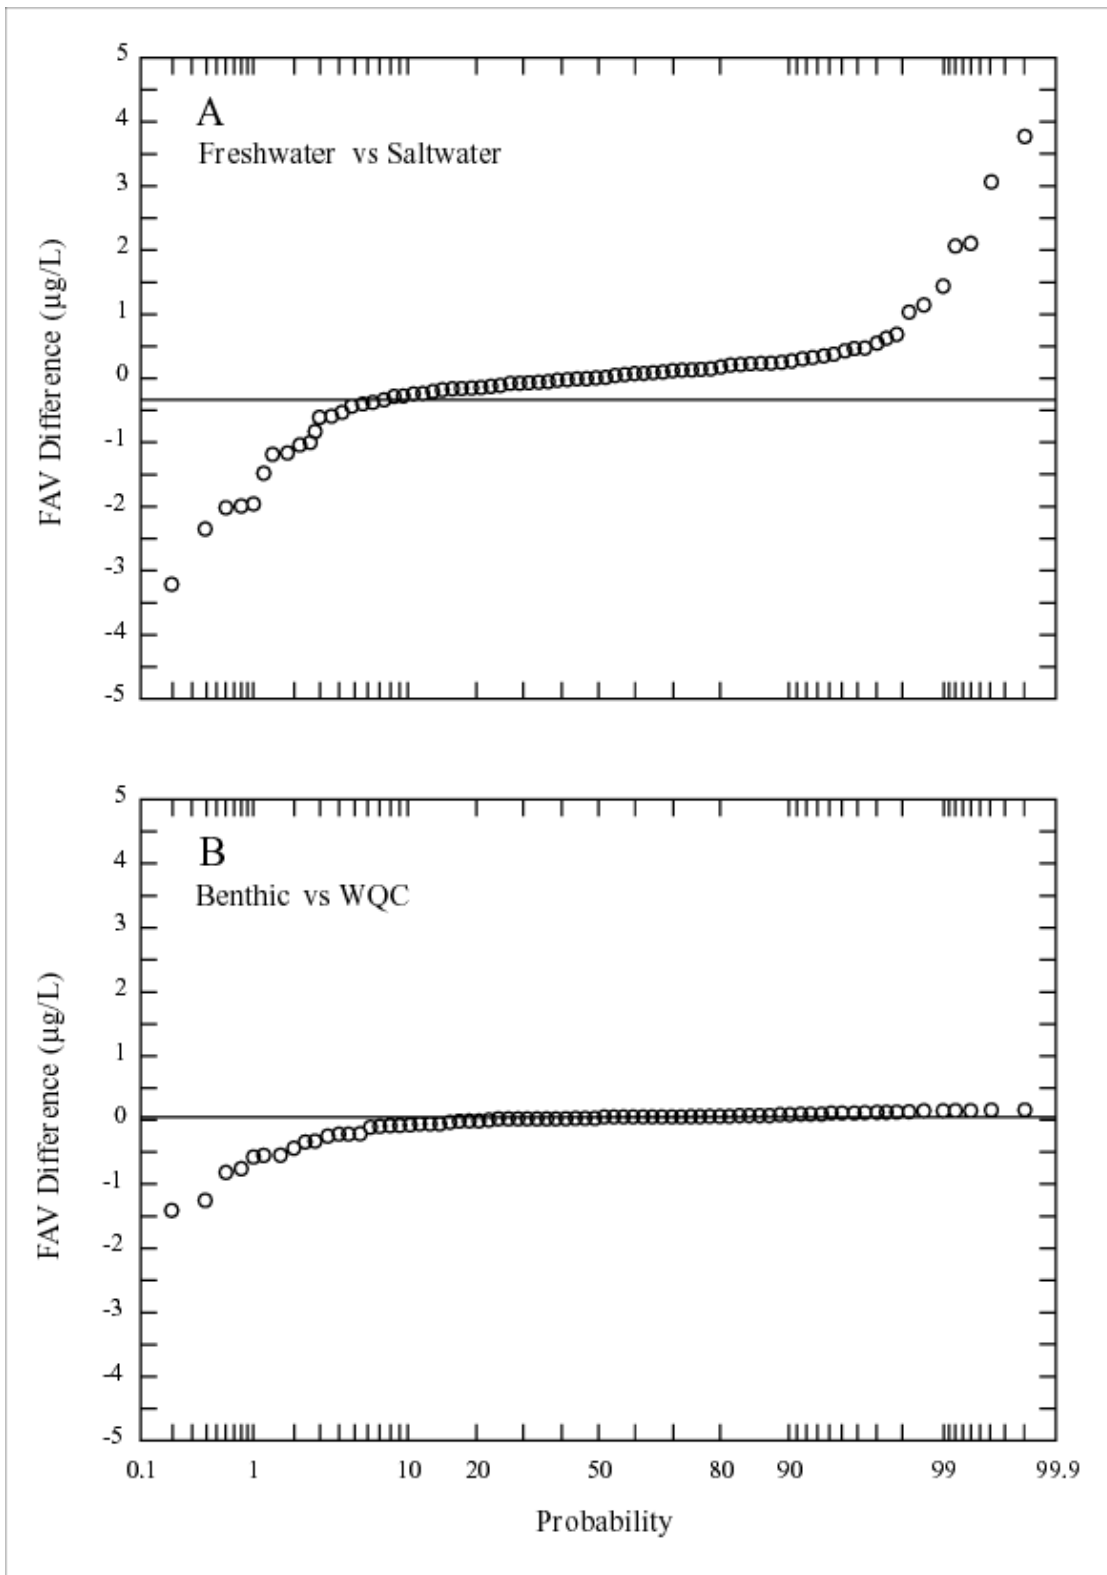 5
A
4
Freshwater vs Saltwater
3
2
1
0
-1
-2
-3
-4
-5
FAV Difference (µg/L)
5
B
4
Benthic vs WQC
3
2
1
0
-1
-2
-3
-4
-5
FAV Difference (µg/L)
0.1 1 10 20 50 80 90 99 99.9
Probability